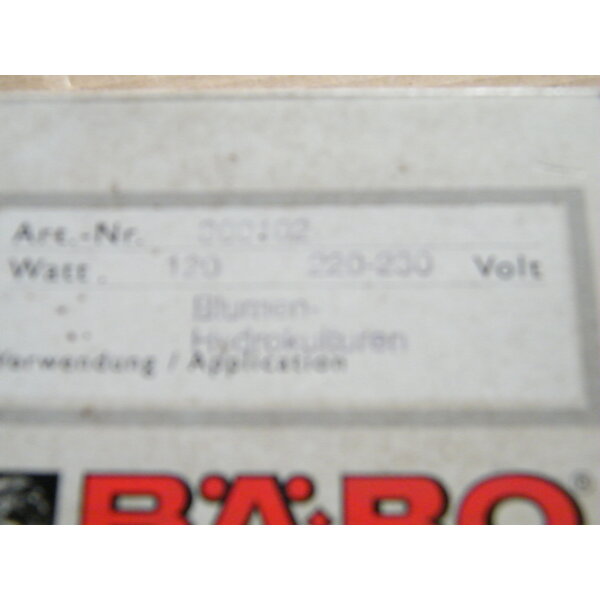 Art.-Nr. 000102
Watt. 120 220-230 Volt
Blumen-
Hydrokulturen
Verwendung / Application
BÄRO®